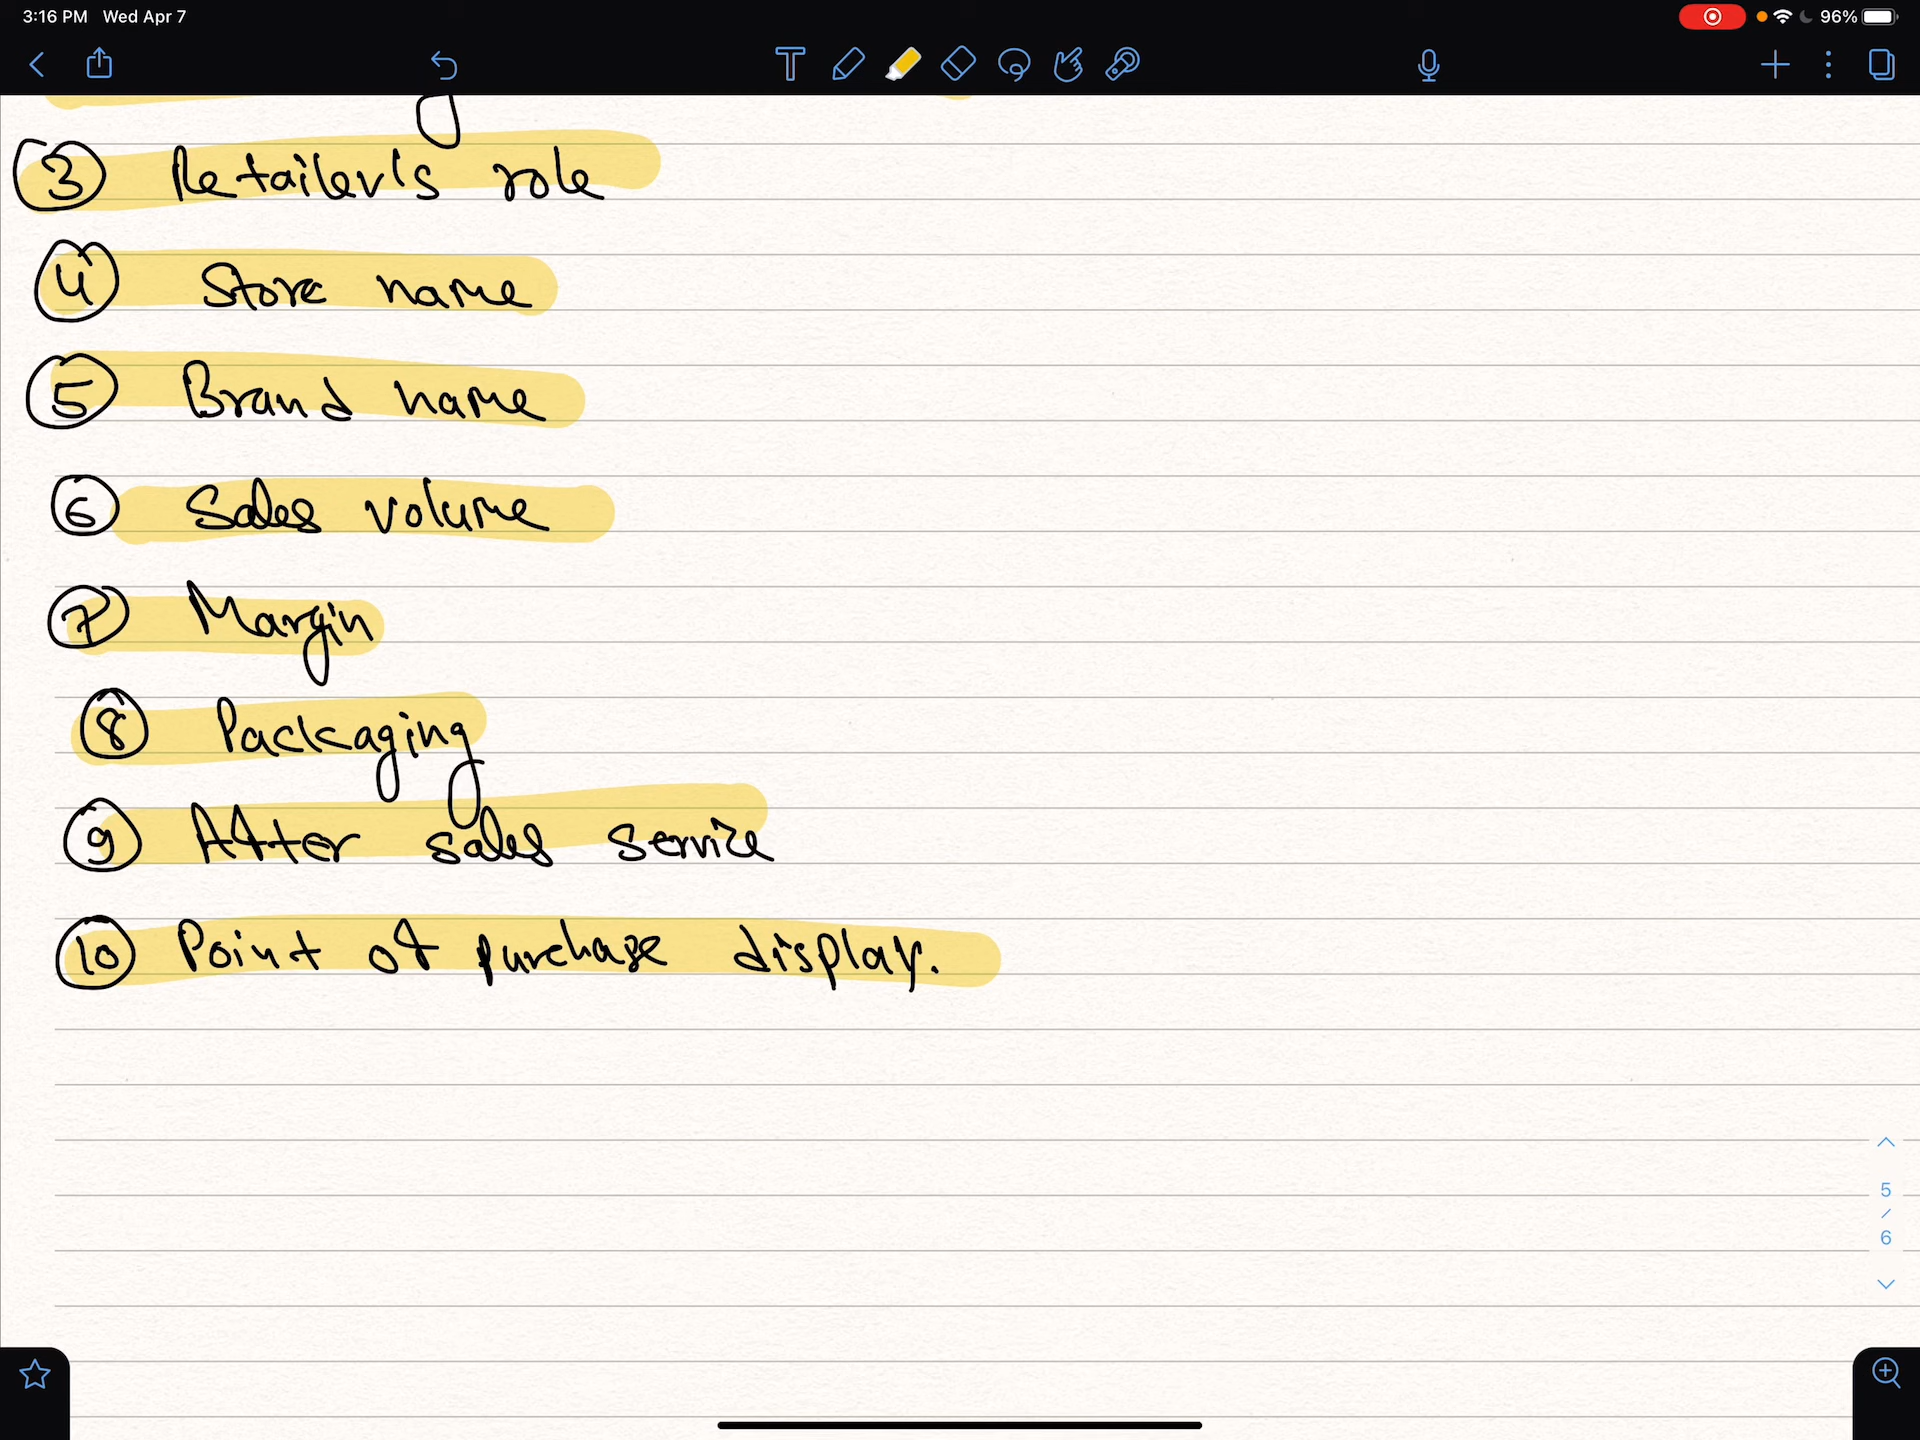 3:16 PM Wed Apr 7
96%
3 Retailer's role
4 Store name
5 Brand name
6 Sales volume
7 Margin
8 Packaging
9 After sales service
10 Point of purchase display.
5
/
6